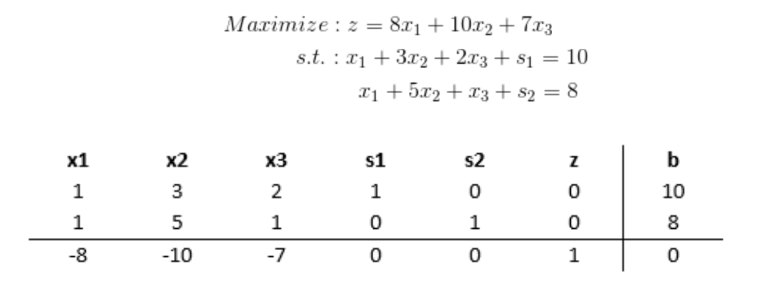 Maximize : z = 8x₁ + 10x₂ + 7x₃
s.t. : x₁ + 3x₂ + 2x₃ + s₁ = 10
x₁ + 5x₂ + x₃ + s₂ = 8
x1 x2 x3 s1 s2 z b
1 3 2 1 0 0 10
1 5 1 0 1 0 8
-8 -10 -7 0 0 1 0